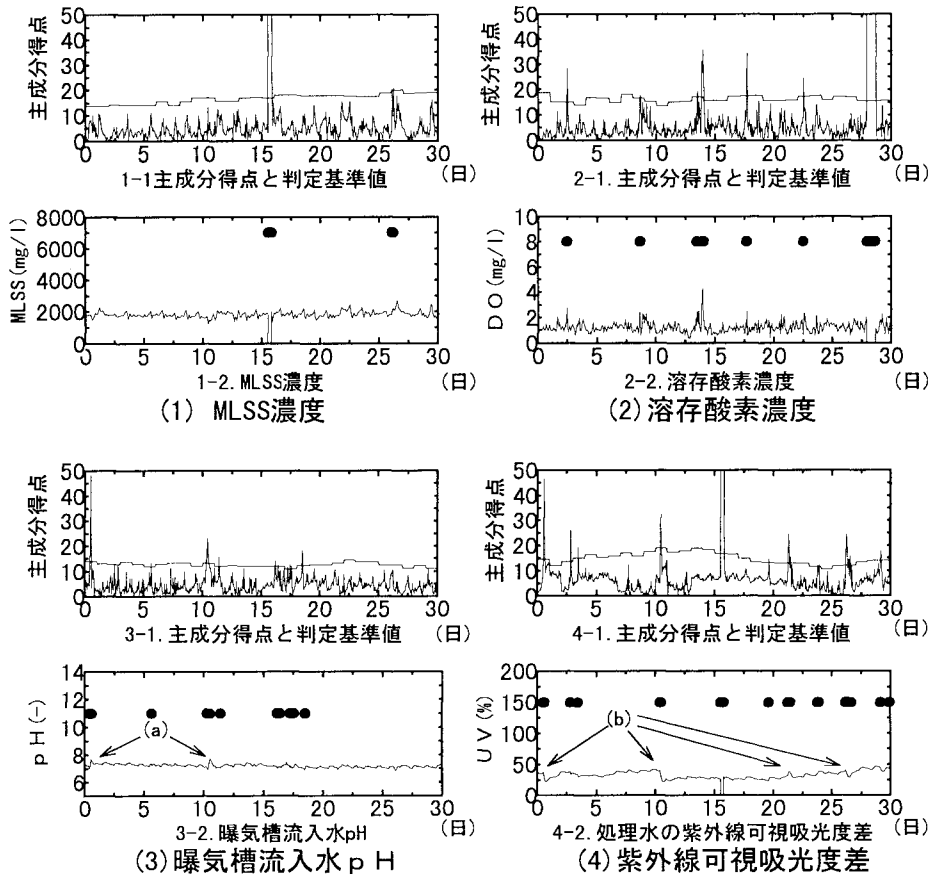 主成分得点
50
40
30
20
10
0
0 5 10 15 20 25 30
1-1主成分得点と判定基準値 (日)
MLSS(mg/l)
8000
6000
4000
2000
0
0 5 10 15 20 25 30
1-2. MLSS濃度 (日)
(1) MLSS濃度
主成分得点
50
40
30
20
10
0
0 5 10 15 20 25 30
2-1. 主成分得点と判定基準値 (日)
DO(mg/l)
10
8
6
4
2
0
0 5 10 15 20 25 30
2-2. 溶存酸素濃度 (日)
(2) 溶存酸素濃度
主成分得点
50
40
30
20
10
0
0 5 10 15 20 25 30
3-1. 主成分得点と判定基準値 (日)
pH(-)
14
12
10
8
6
(a)
0 5 10 15 20 25 30
3-2. 曝気槽流入水pH (日)
(3) 曝気槽流入水pH
主成分得点
50
40
30
20
10
0
0 5 10 15 20 25 30
4-1. 主成分得点と判定基準値 (日)
UV(%)
200
150
100
50
0
(b)
0 5 10 15 20 25 30
4-2. 処理水の紫外線可視吸光度差 (日)
(4) 紫外線可視吸光度差